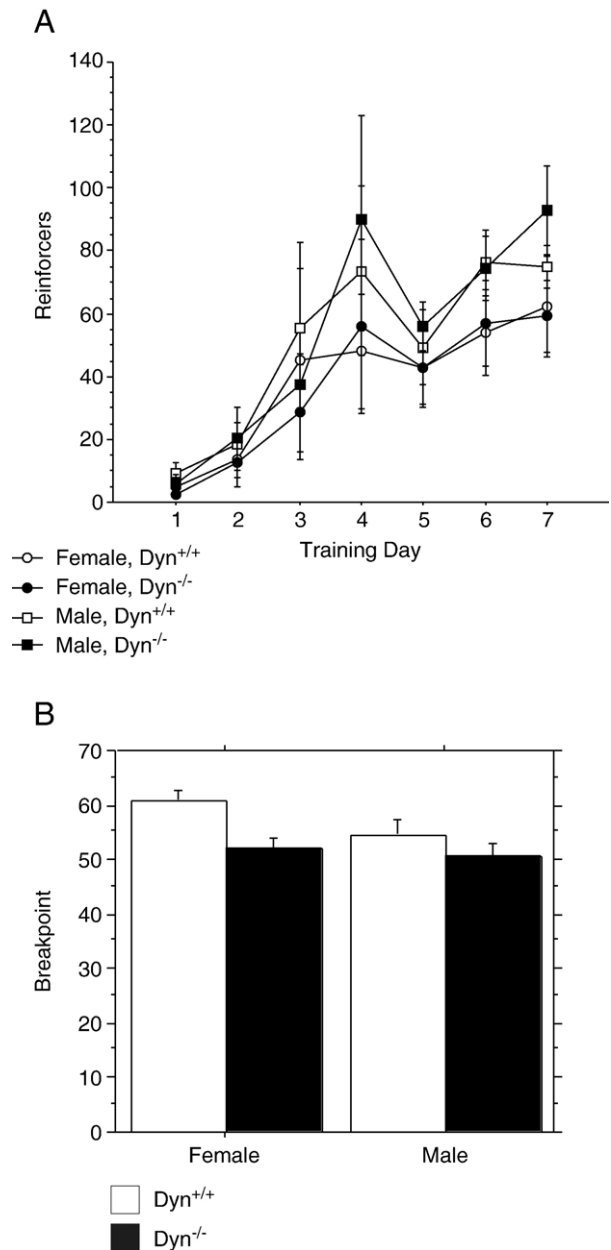 A
140
120
100
80
60
40
20
0
Reinforcers
1 2 3 4 5 6 7
Training Day
Female, Dyn+/+
Female, Dyn-/-
Male, Dyn+/+
Male, Dyn-/-
B
70
60
50
40
30
20
10
0
Breakpoint
Female Male
Dyn+/+
Dyn-/-